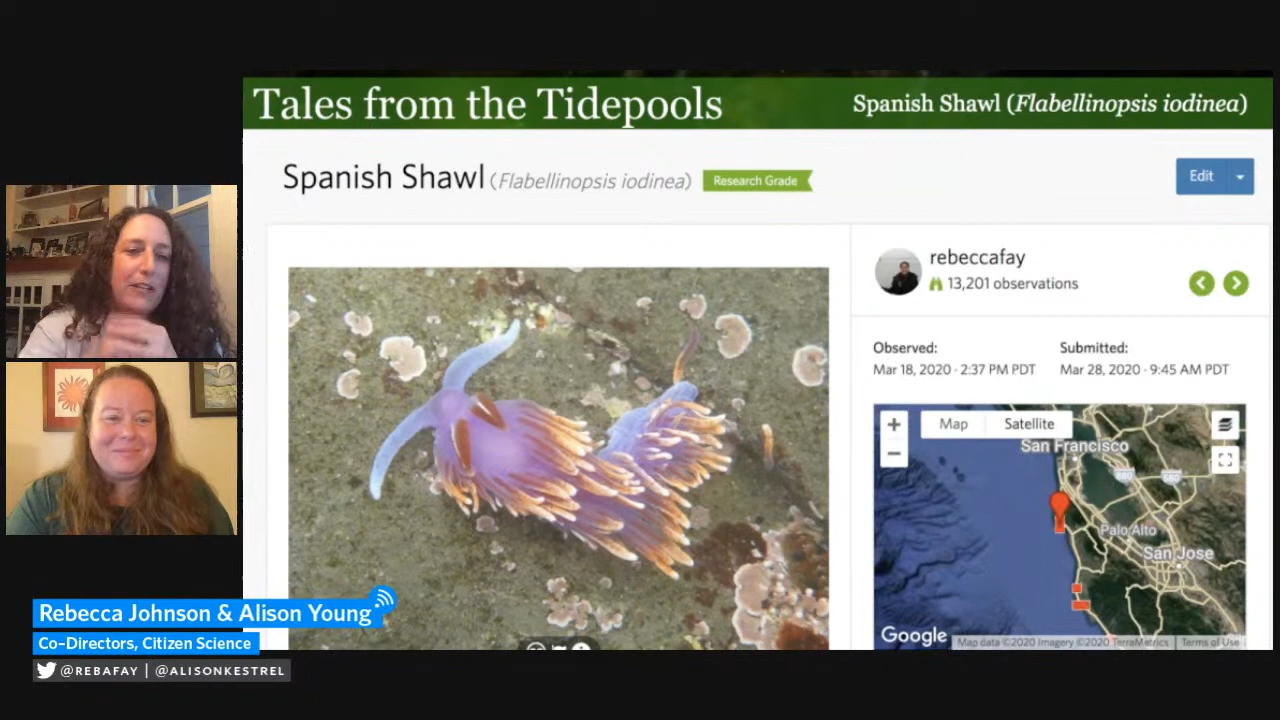 Tales from the Tidepools
Spanish Shawl (Flabellinopsis iodinea)
Spanish Shawl (Flabellinopsis iodinea) Research Grade
Edit
rebeccafay
13,201 observations
Observed:
Mar 18, 2020 · 2:37 PM PDT
Submitted:
Mar 28, 2020 · 9:45 AM PDT
+
−
Map
Satellite
San Francisco
680
580
Palo Alto
San Jose
Google
Map data ©2020 Imagery ©2020 TerraMetrics
Terms of Use
Rebecca Johnson & Alison Young
Co-Directors, Citizen Science
@REBAFAY | @ALISONKESTREL